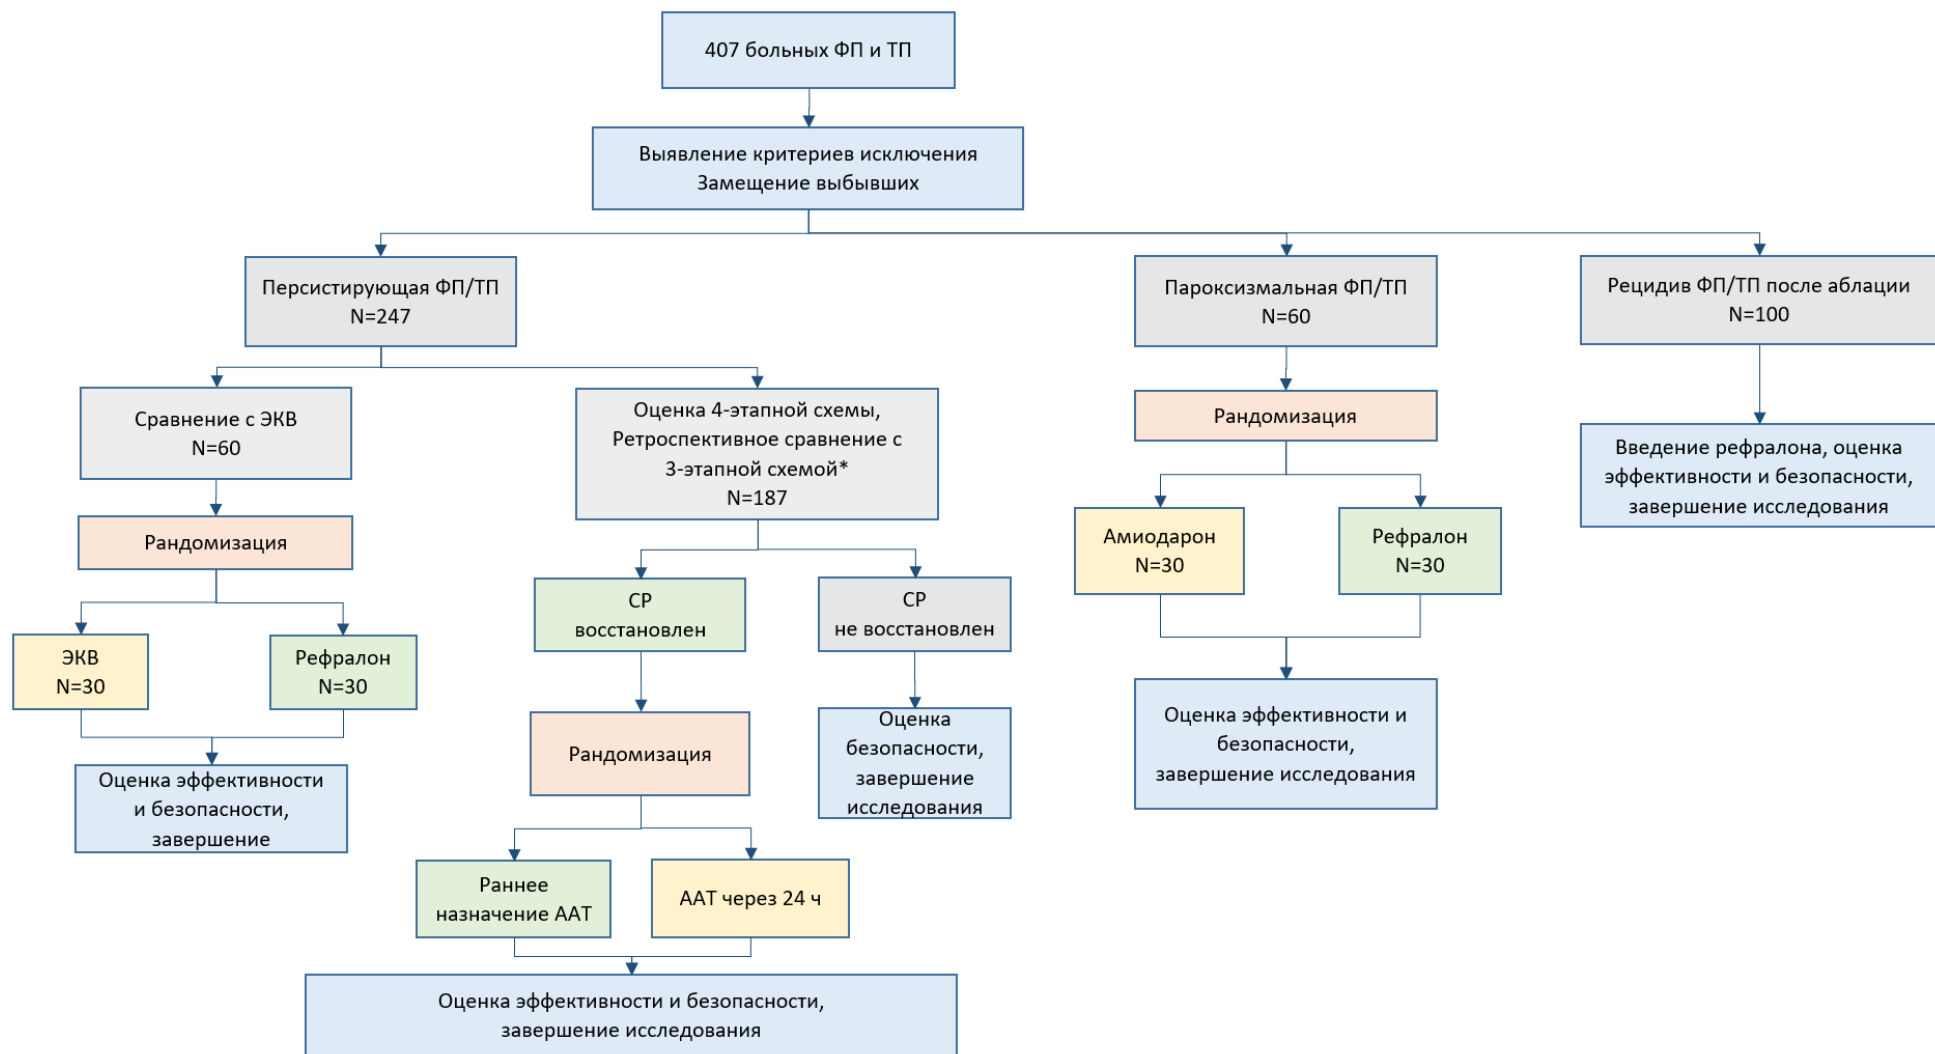 407 больных ФП и ТП
Выявление критериев исключения
Замещение выбывших
Персистирующая ФП/ТП
N=247
Пароксизмальная ФП/ТП
N=60
Рецидив ФП/ТП после аблации
N=100
Сравнение с ЭКВ
N=60
Оценка 4-этапной схемы,
Ретроспективное сравнение с
3-этапной схемой*
N=187
Рандомизация
Введение рефралона, оценка
эффективности и безопасности,
завершение исследования
Рандомизация
Амиодарон
N=30
Рефралон
N=30
СР
восстановлен
СР
не восстановлен
ЭКВ
N=30
Рефралон
N=30
Оценка эффективности и
безопасности,
завершение исследования
Рандомизация
Оценка
безопасности,
завершение
исследования
Оценка эффективности
и безопасности,
завершение
Раннее
назначение ААТ
ААТ через 24 ч
Оценка эффективности и безопасности,
завершение исследования